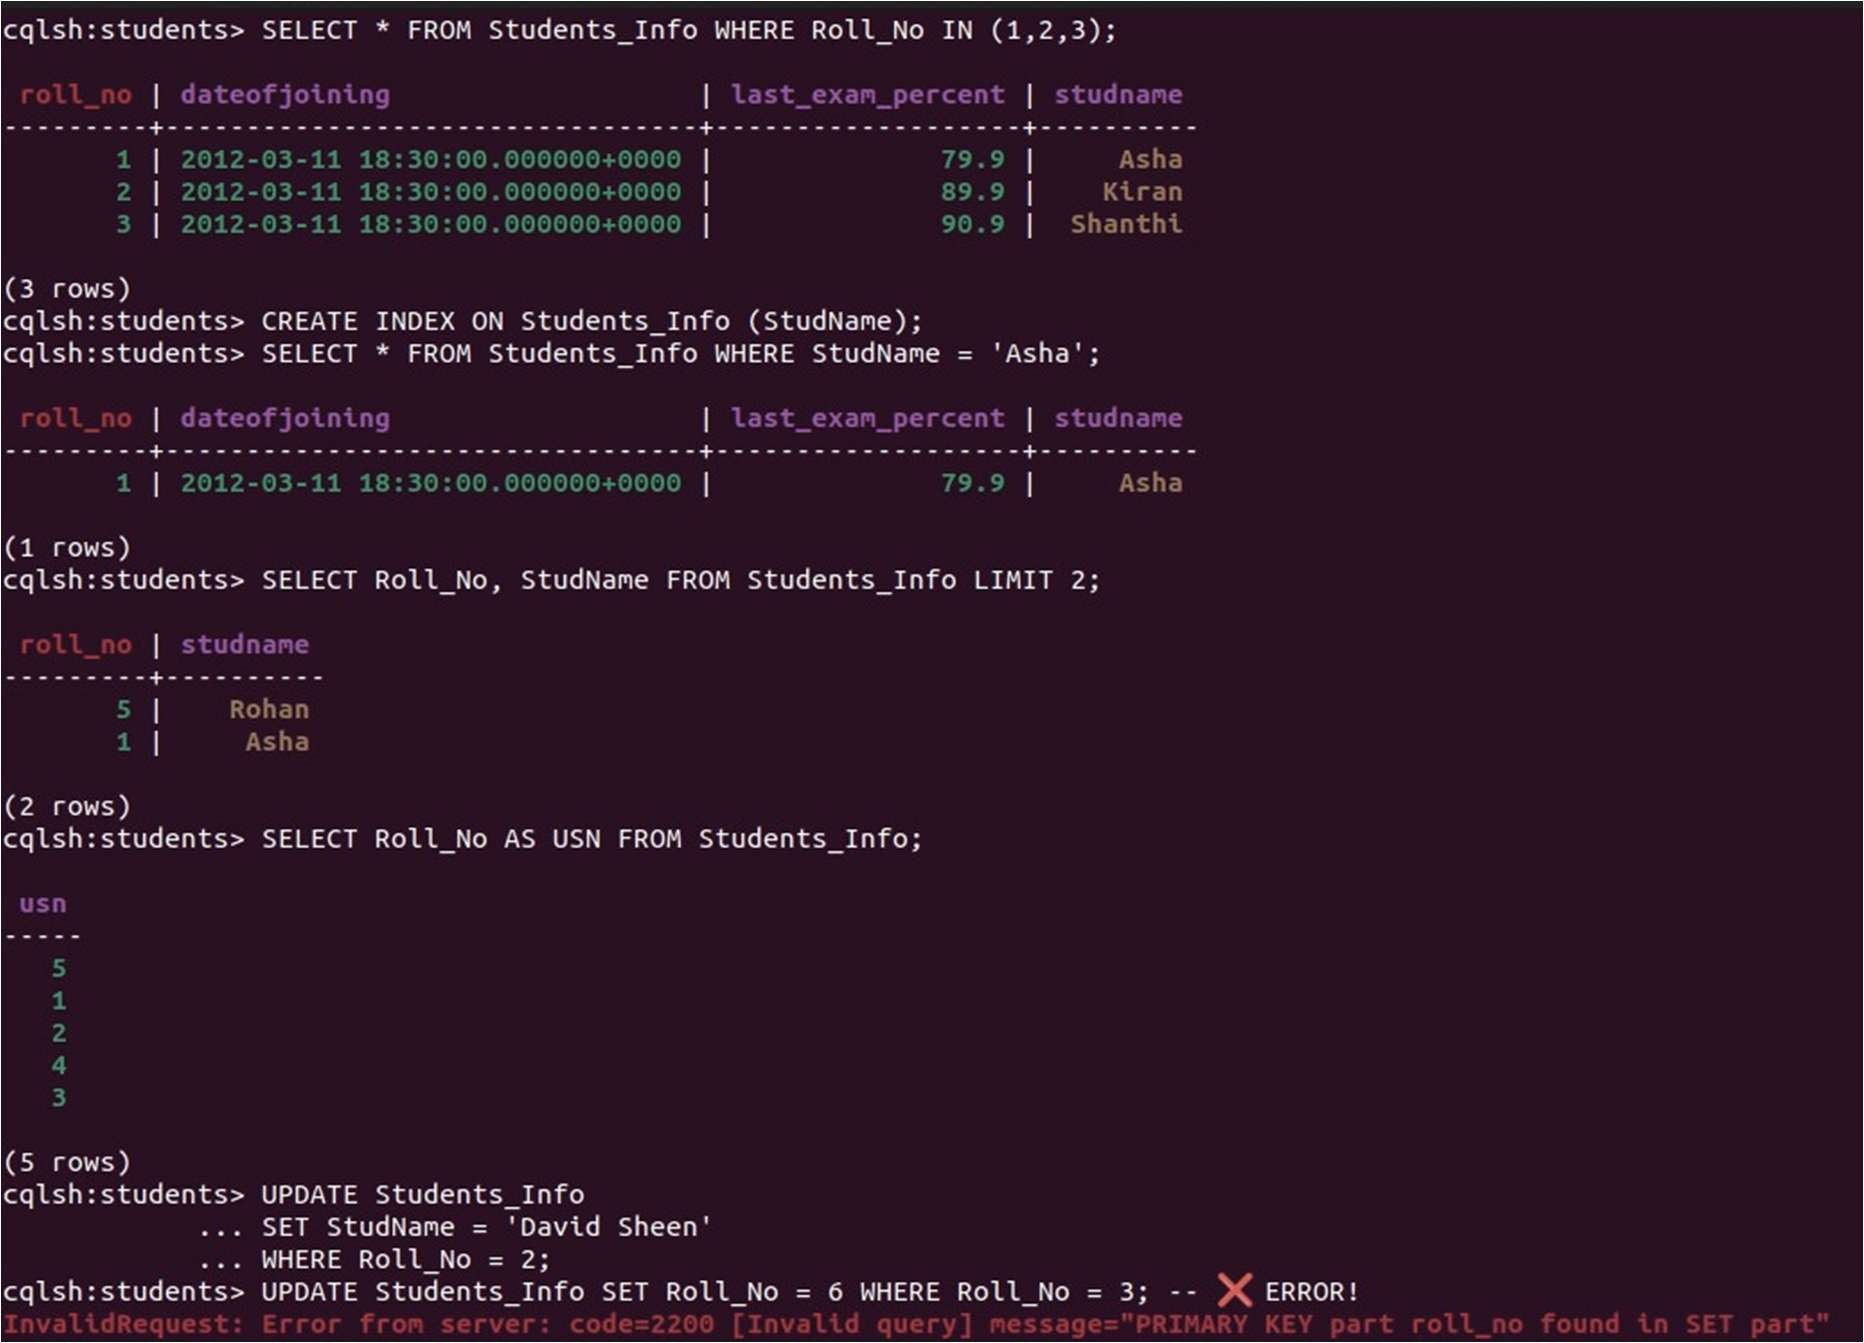 cqlsh:students> SELECT * FROM Students_Info WHERE Roll_No IN (1,2,3);
roll_no | dateofjoining | last_exam_percent | studname
---------+---------------------------------+-------------------+----------
1 | 2012-03-11 18:30:00.000000+0000 | 79.9 | Asha
2 | 2012-03-11 18:30:00.000000+0000 | 89.9 | Kiran
3 | 2012-03-11 18:30:00.000000+0000 | 90.9 | Shanthi
(3 rows)
cqlsh:students> CREATE INDEX ON Students_Info (StudName);
cqlsh:students> SELECT * FROM Students_Info WHERE StudName = 'Asha';
roll_no | dateofjoining | last_exam_percent | studname
---------+---------------------------------+-------------------+----------
1 | 2012-03-11 18:30:00.000000+0000 | 79.9 | Asha
(1 rows)
cqlsh:students> SELECT Roll_No, StudName FROM Students_Info LIMIT 2;
roll_no | studname
---------+----------
5 | Rohan
1 | Asha
(2 rows)
cqlsh:students> SELECT Roll_No AS USN FROM Students_Info;
usn
-----
5
1
2
4
3
(5 rows)
cqlsh:students> UPDATE Students_Info
... SET StudName = 'David Sheen'
... WHERE Roll_No = 2;
cqlsh:students> UPDATE Students_Info SET Roll_No = 6 WHERE Roll_No = 3; -- ❌ ERROR!
InvalidRequest: Error from server: code=2200 [Invalid query] message="PRIMARY KEY part roll_no found in SET part"